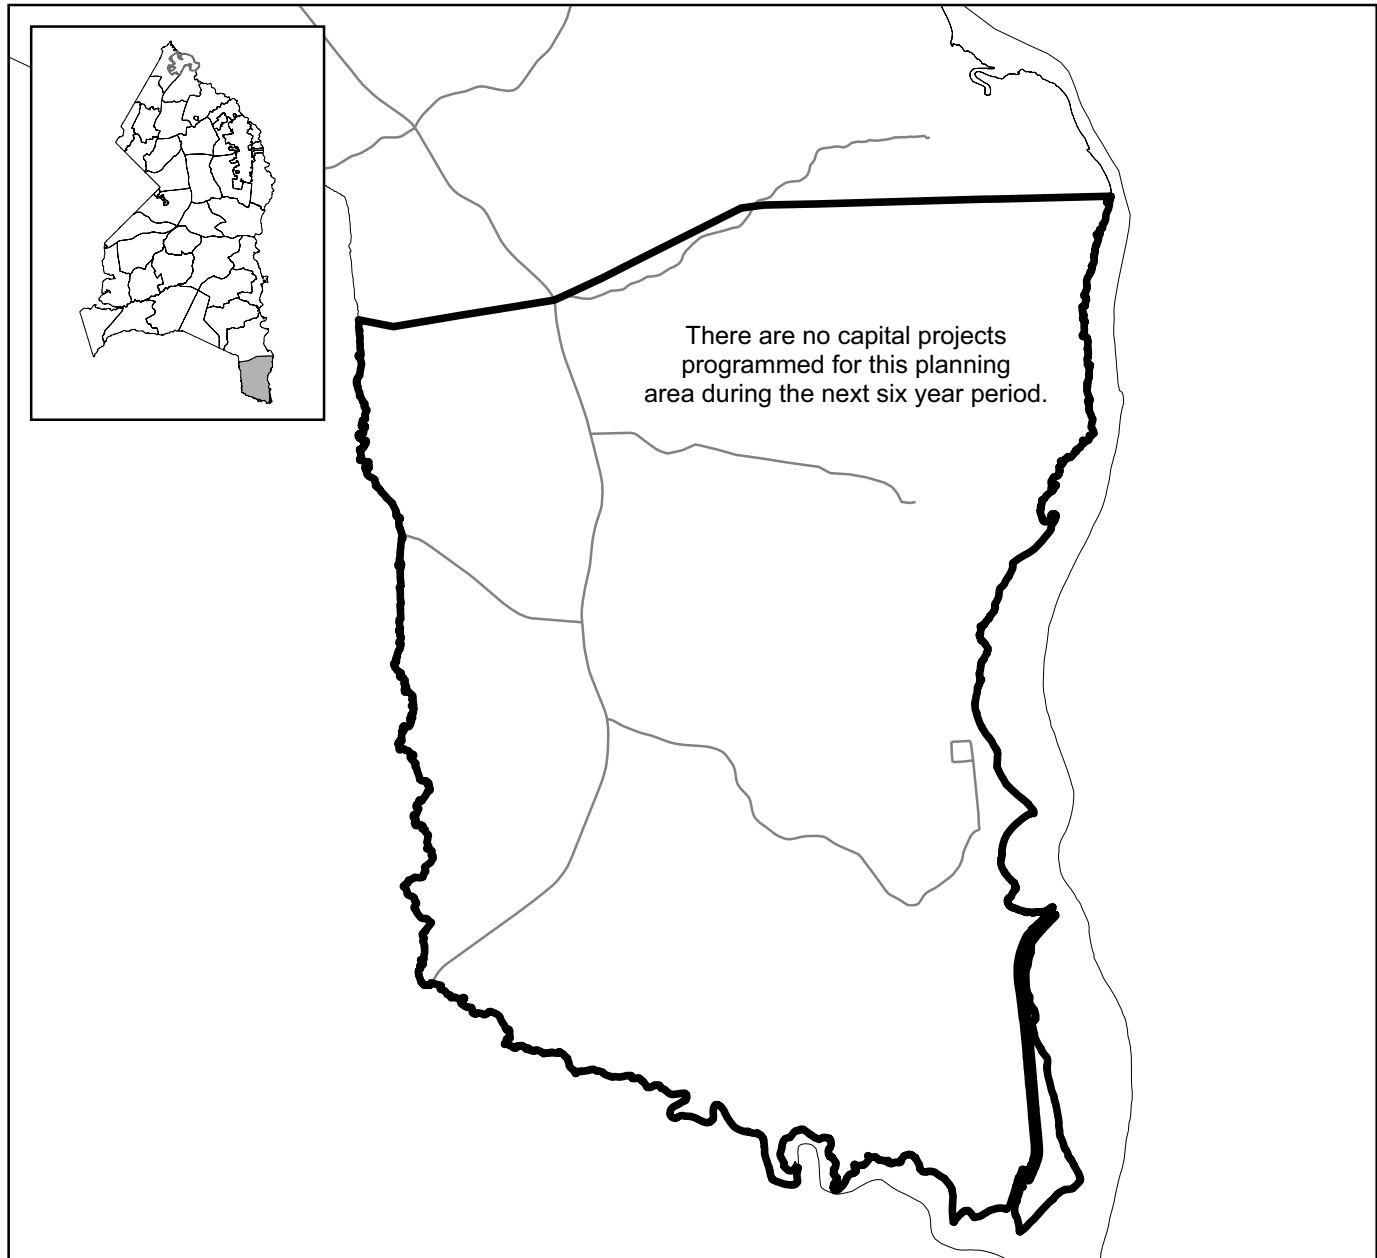 There are no capital projects
programmed for this planning
area during the next six year period.